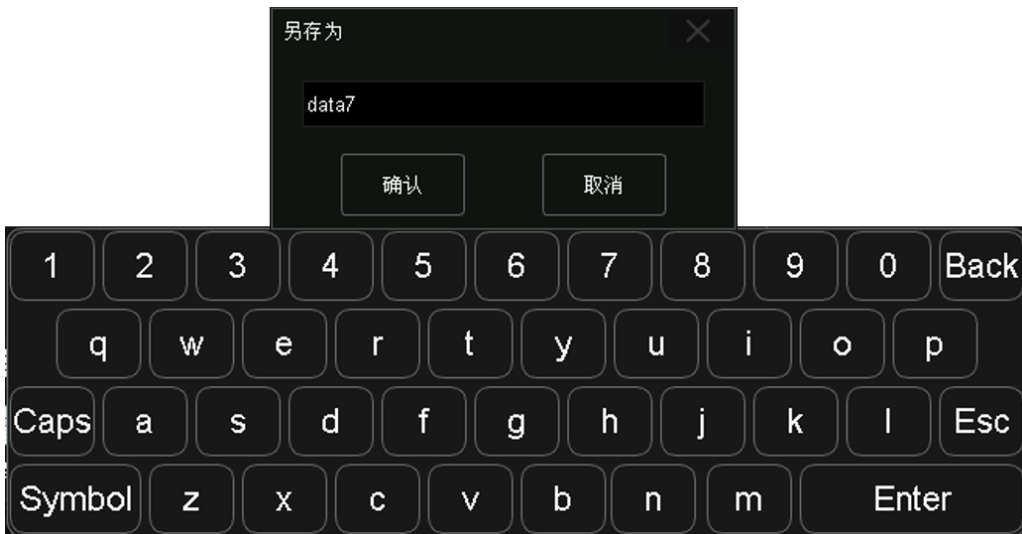 另存为
data7
确认 取消
1 2 3 4 5 6 7 8 9 0 Back
q w e r t y u i o p
Caps a s d f g h j k l Esc
Symbol z x c v b n m Enter